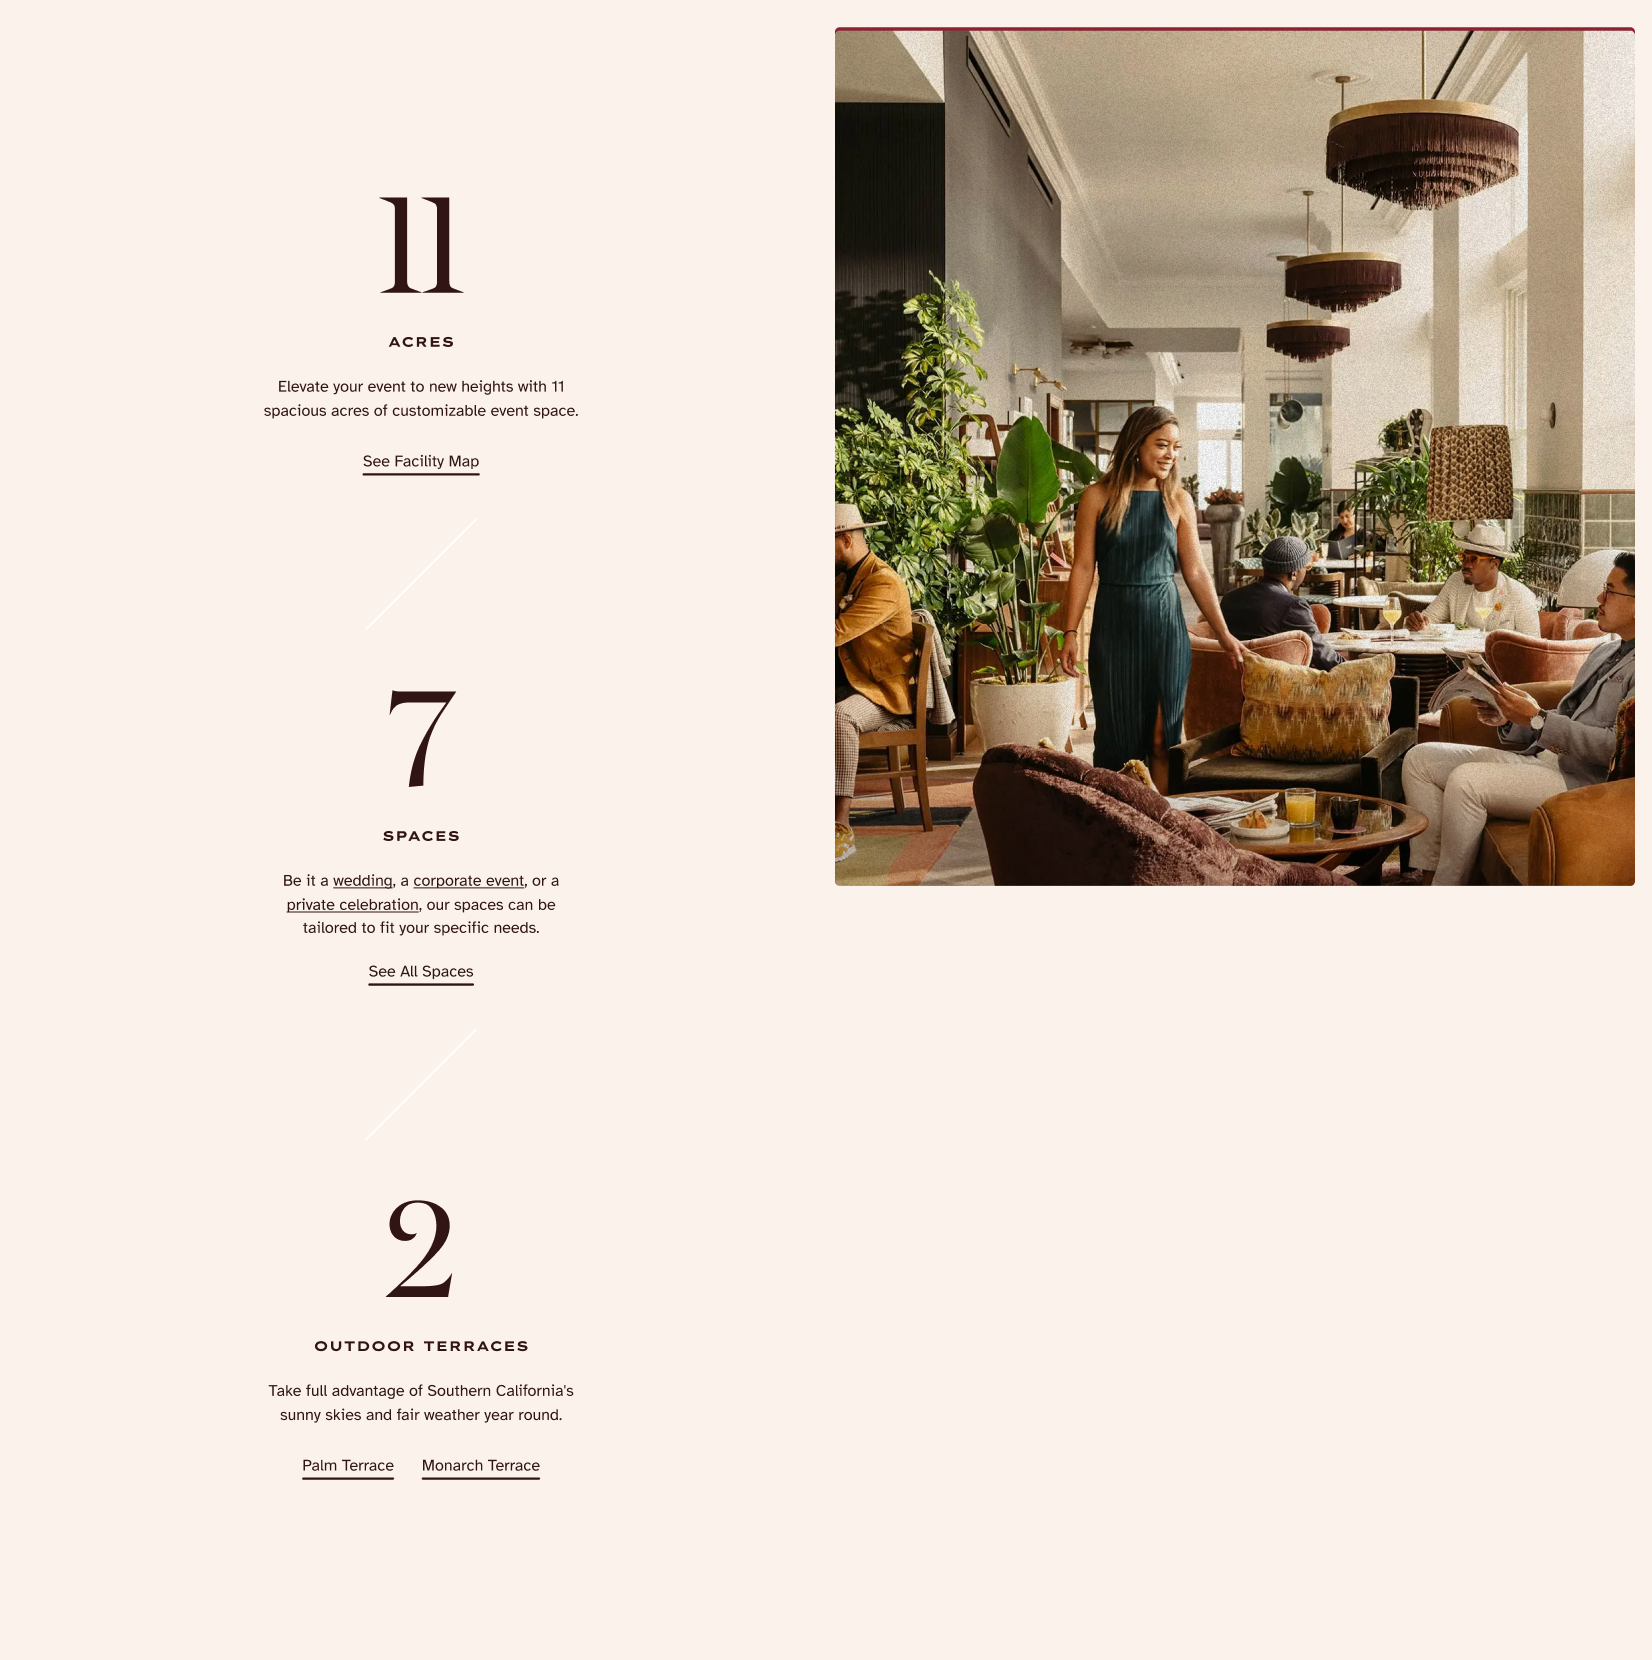 11
ACRES
Elevate your event to new heights with 11
spacious acres of customizable event space.
See Facility Map
7
SPACES
Be it a wedding, a corporate event, or a
private celebration, our spaces can be
tailored to fit your specific needs.
See All Spaces
2
OUTDOOR TERRACES
Take full advantage of Southern California's
sunny skies and fair weather year round.
Palm Terrace Monarch Terrace